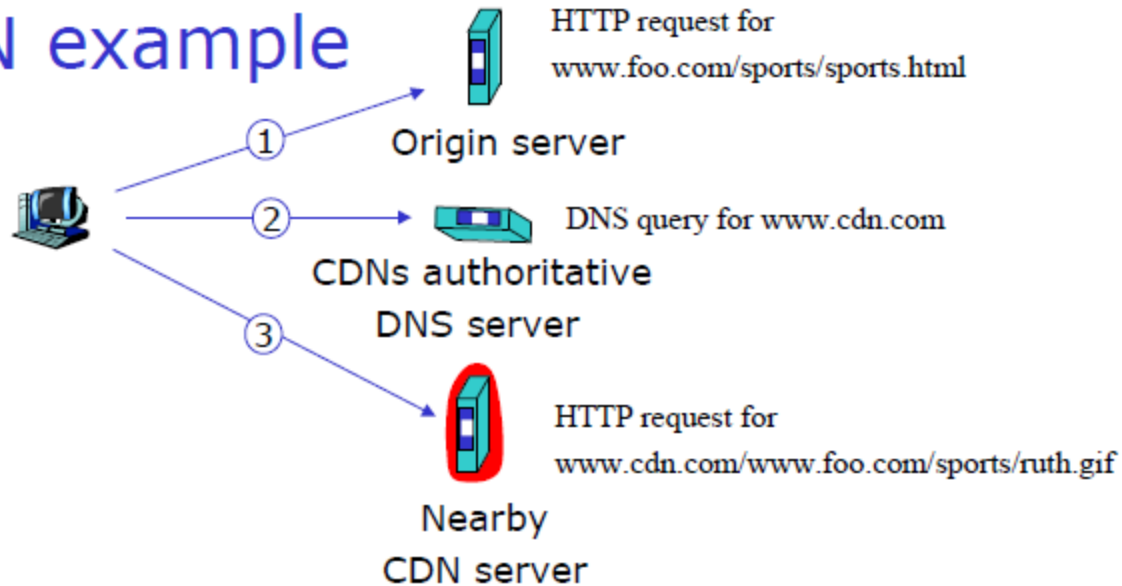 N example
HTTP request for
www.foo.com/sports/sports.html
1
Origin server
2
DNS query for www.cdn.com
CDNs authoritative
DNS server
3
HTTP request for
www.cdn.com/www.foo.com/sports/ruth.gif
Nearby
CDN server